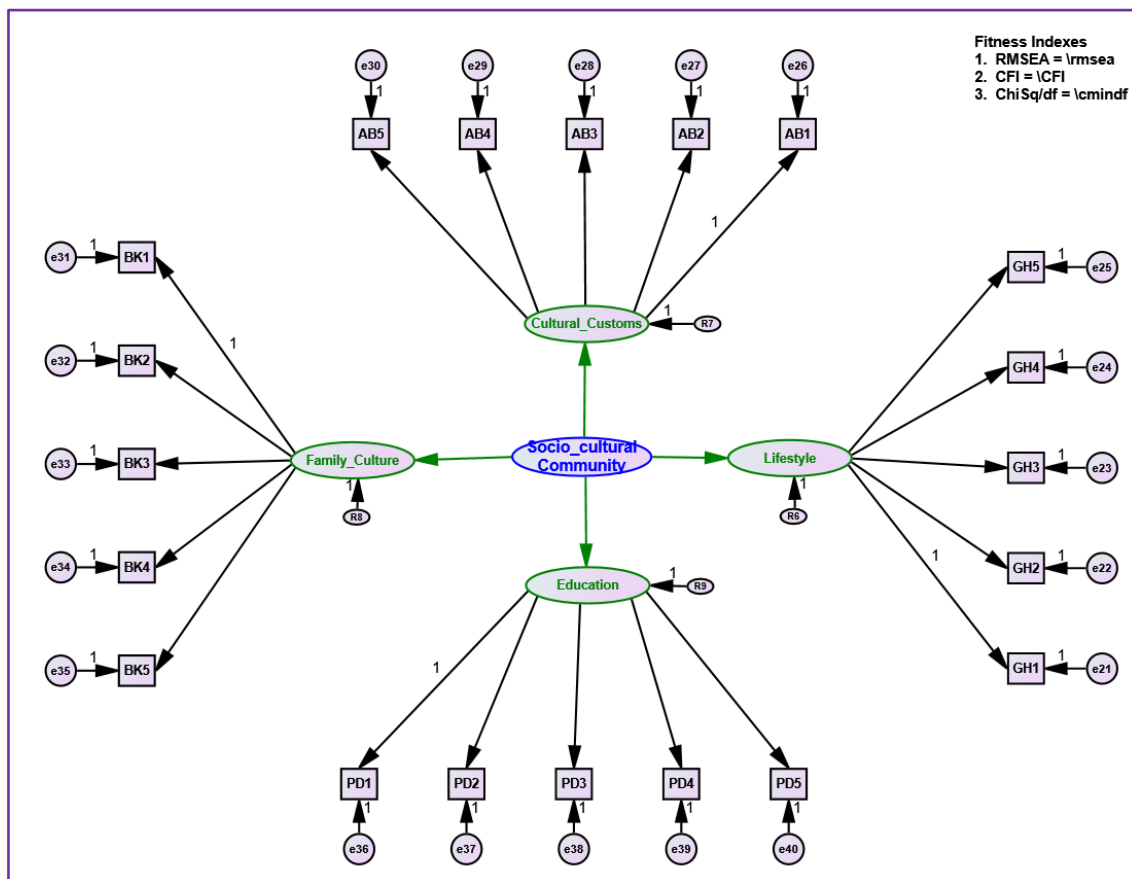 Fitness Indexes
1. RMSEA = \rmsea
2. CFI = \CFI
3. ChiSq/df = \cmindf
e30 e29 e28 e27 e26
1 1 1 1 1
AB5 AB4 AB3 AB2 AB1
1
e31 1 BK1
GH5 1 e25
1
Cultural_Customs 1 R7
e32 1 BK2
GH4 1 e24
e33 1 BK3
Family_Culture
Socio_cultural
Community
Lifestyle
GH3 1 e23
1
R8
1
R6
e34 1 BK4
1
GH2 1 e22
Education 1 R9
e35 1 BK5
GH1 1 e21
1
PD1 PD2 PD3 PD4 PD5
1 1 1 1 1
e36 e37 e38 e39 e40